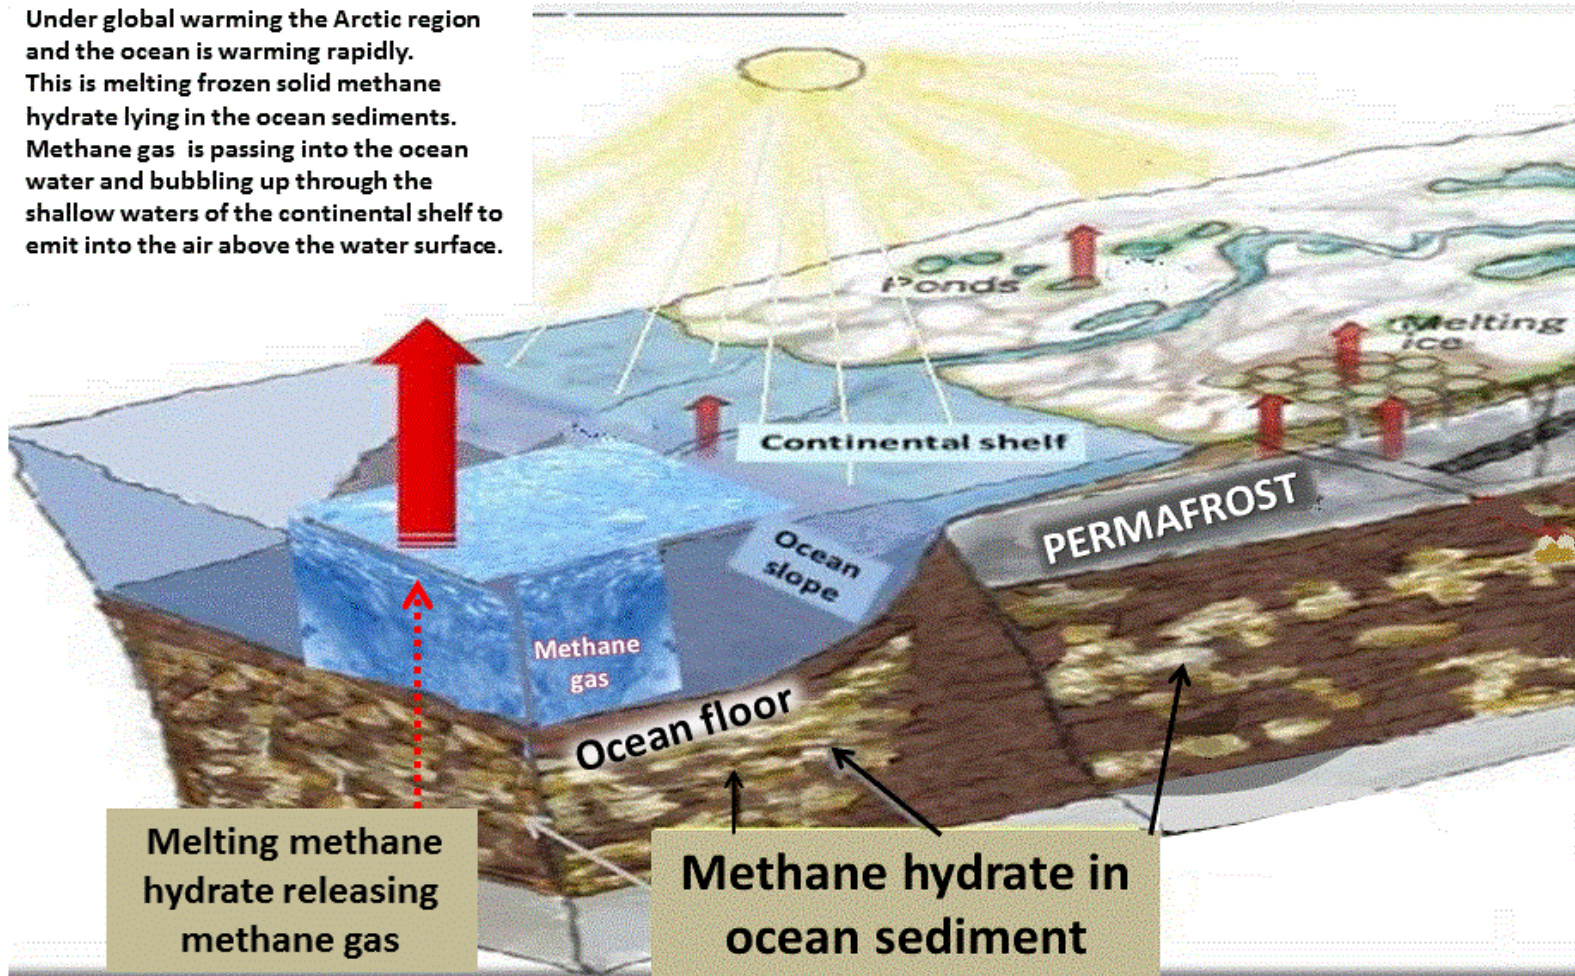 Under global warming the Arctic region
and the ocean is warming rapidly.
This is melting frozen solid methane
hydrate lying in the ocean sediments.
Methane gas is passing into the ocean
water and bubbling up through the
shallow waters of the continental shelf to
emit into the air above the water surface.
Ponds
Melting
ice
Continental shelf
PERMAFROST
Ocean
slope
Methane
gas
Ocean floor
Melting methane
hydrate releasing
methane gas
Methane hydrate in
ocean sediment